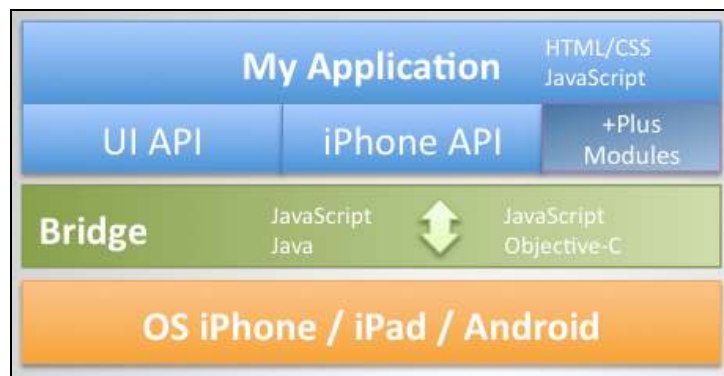 My Application
HTML/CSS
JavaScript
UI API
iPhone API
+Plus
Modules
Bridge
JavaScript
Java
JavaScript
Objective-C
OS iPhone / iPad / Android